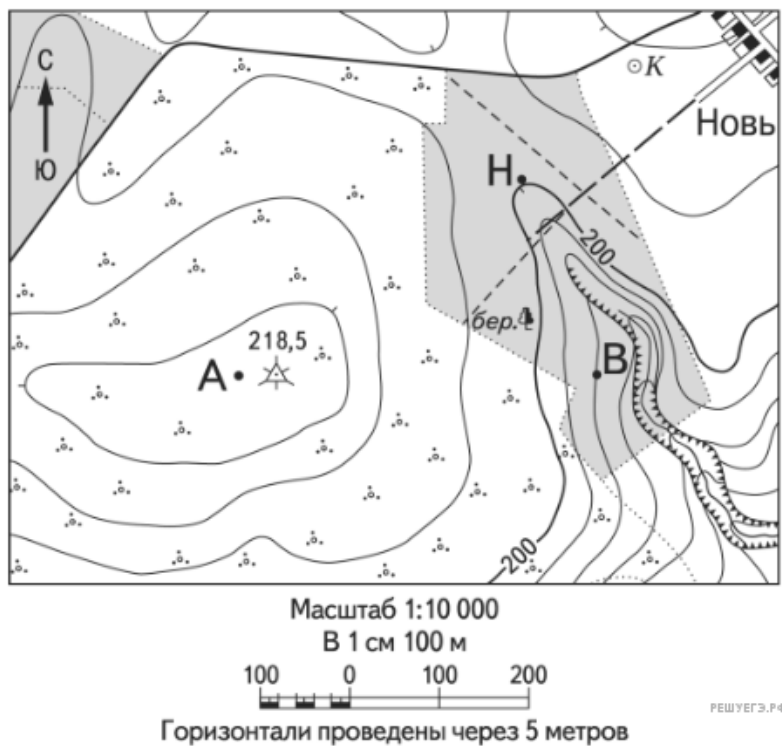 С
Ю
К
Новь
Н
200
бер.
218,5
А
В
200
Масштаб 1:10 000
В 1 см 100 м
100 0 100 200
РЕШУЕГЭ.РФ
Горизонтали проведены через 5 метров